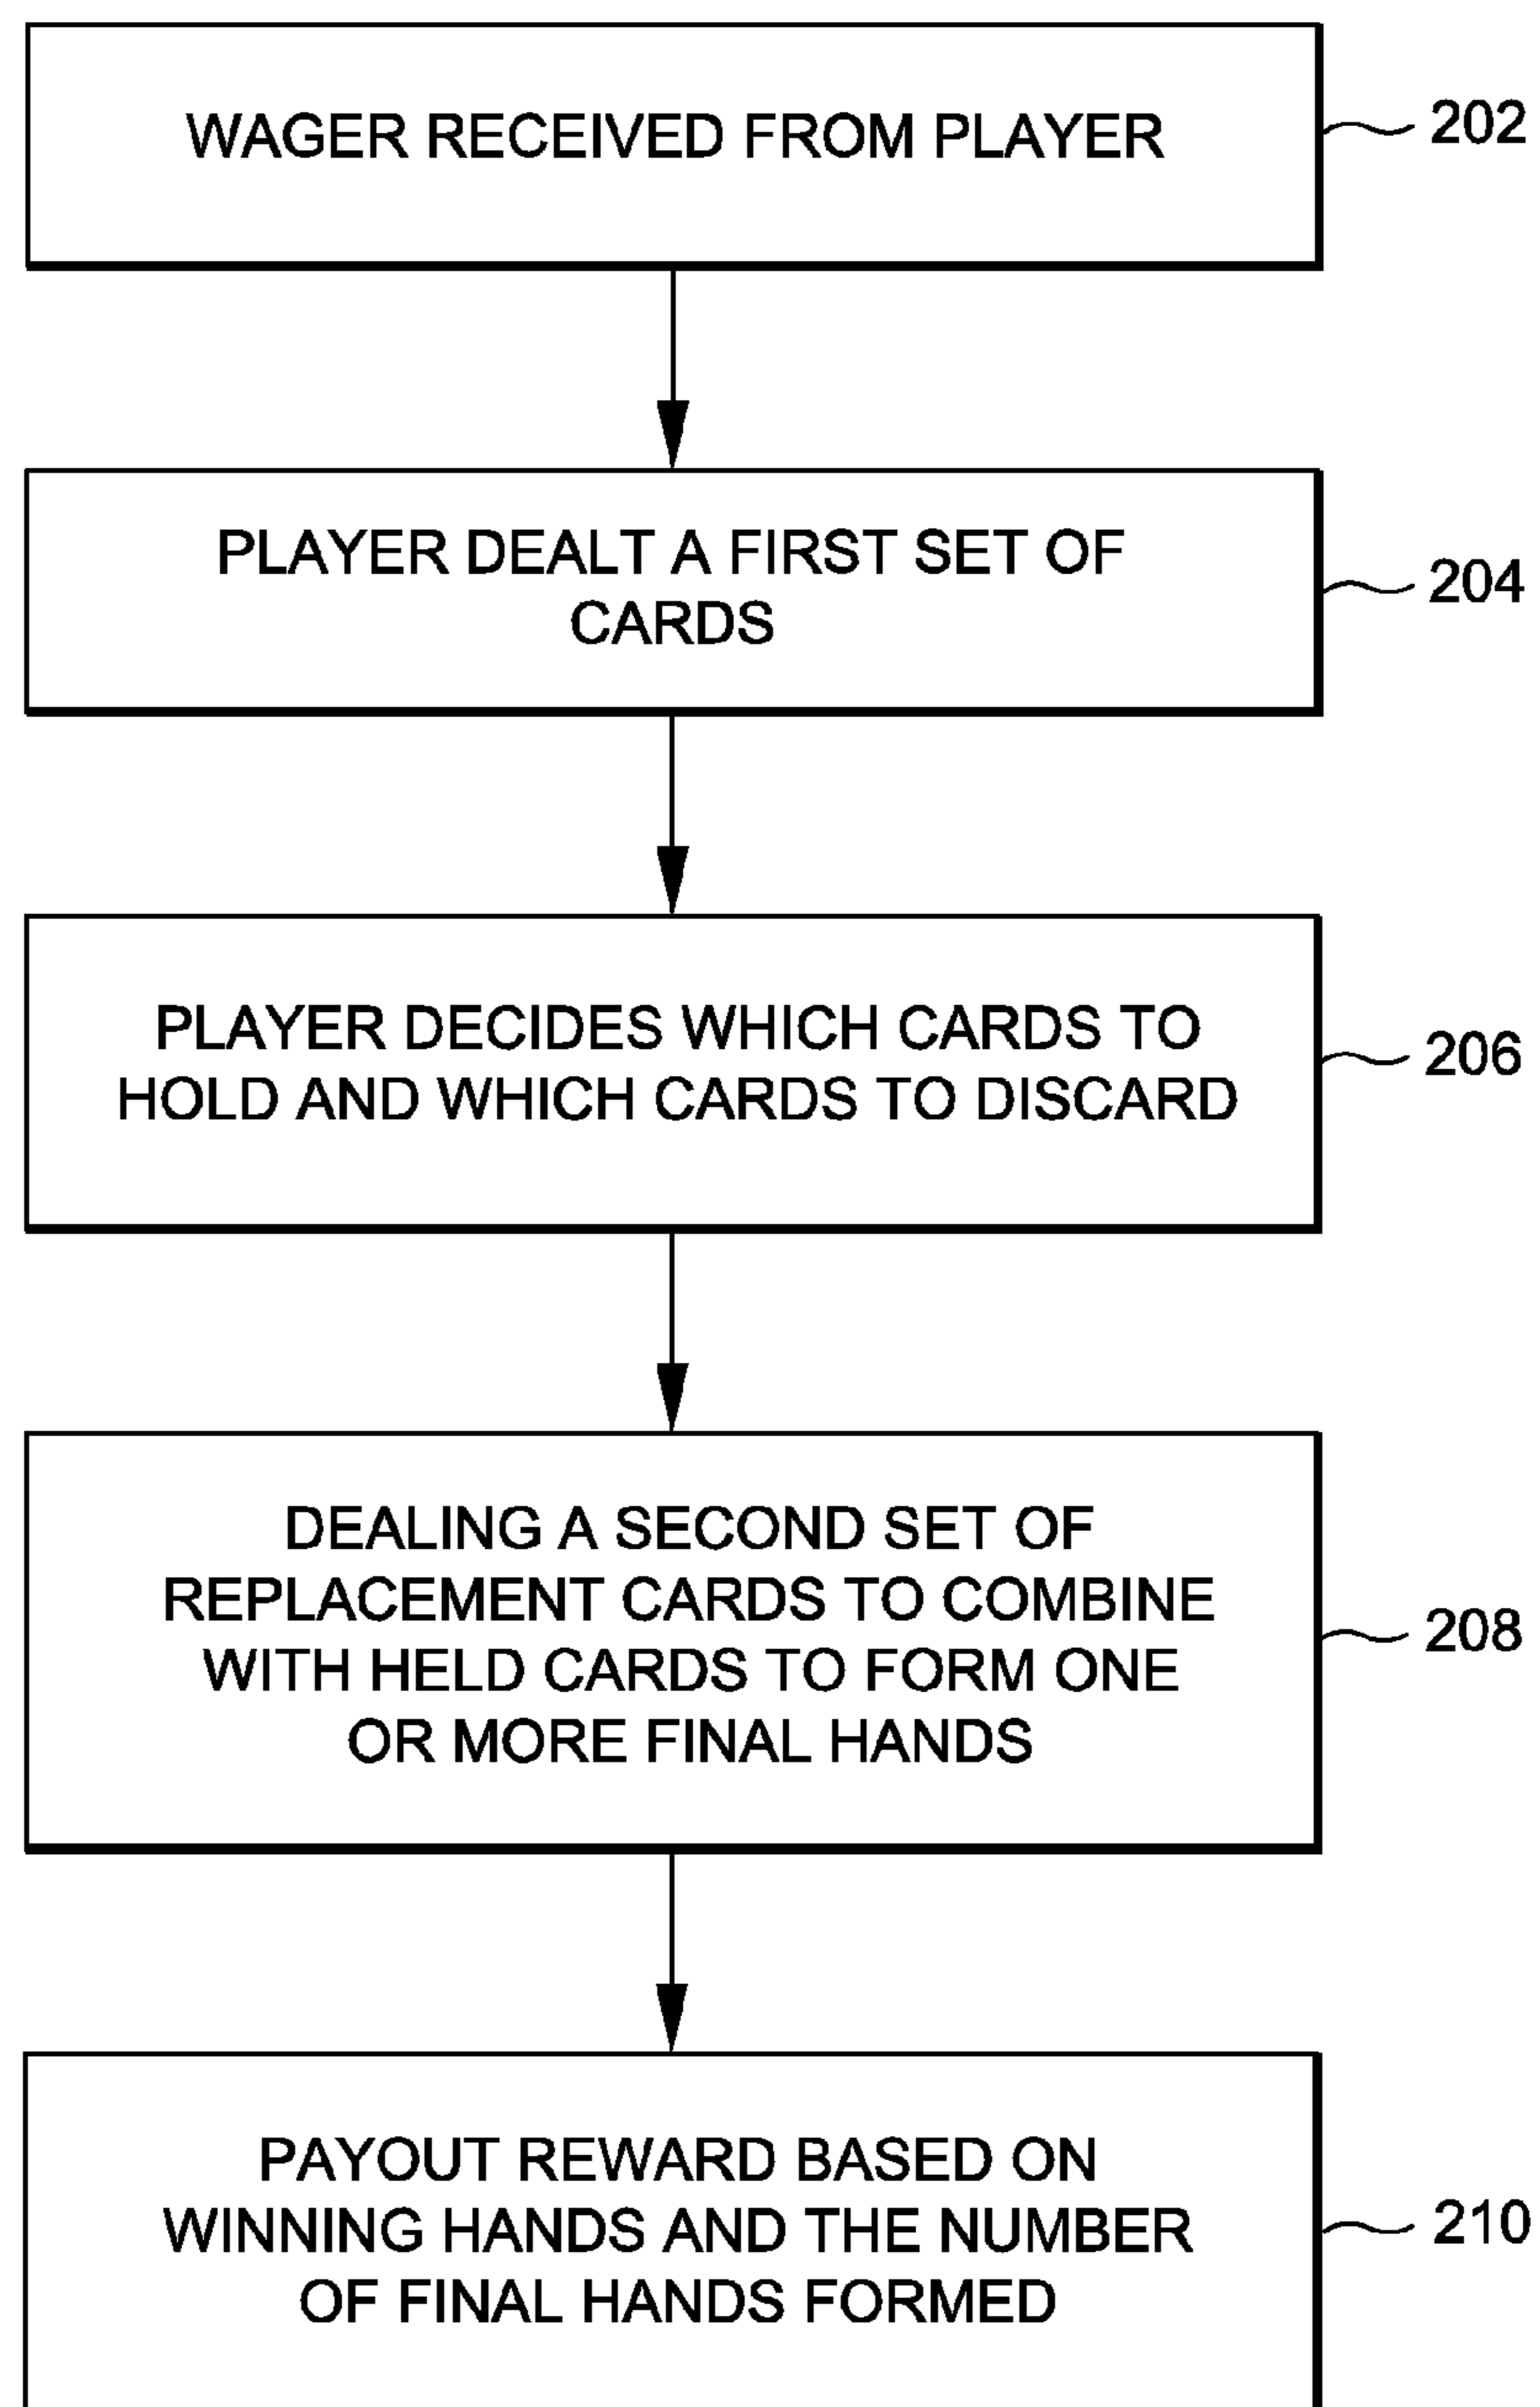 WAGER RECEIVED FROM PLAYER
202
PLAYER DEALT A FIRST SET OF
CARDS
204
PLAYER DECIDES WHICH CARDS TO
HOLD AND WHICH CARDS TO DISCARD
206
DEALING A SECOND SET OF
REPLACEMENT CARDS TO COMBINE
WITH HELD CARDS TO FORM ONE
OR MORE FINAL HANDS
208
PAYOUT REWARD BASED ON
WINNING HANDS AND THE NUMBER
OF FINAL HANDS FORMED
210